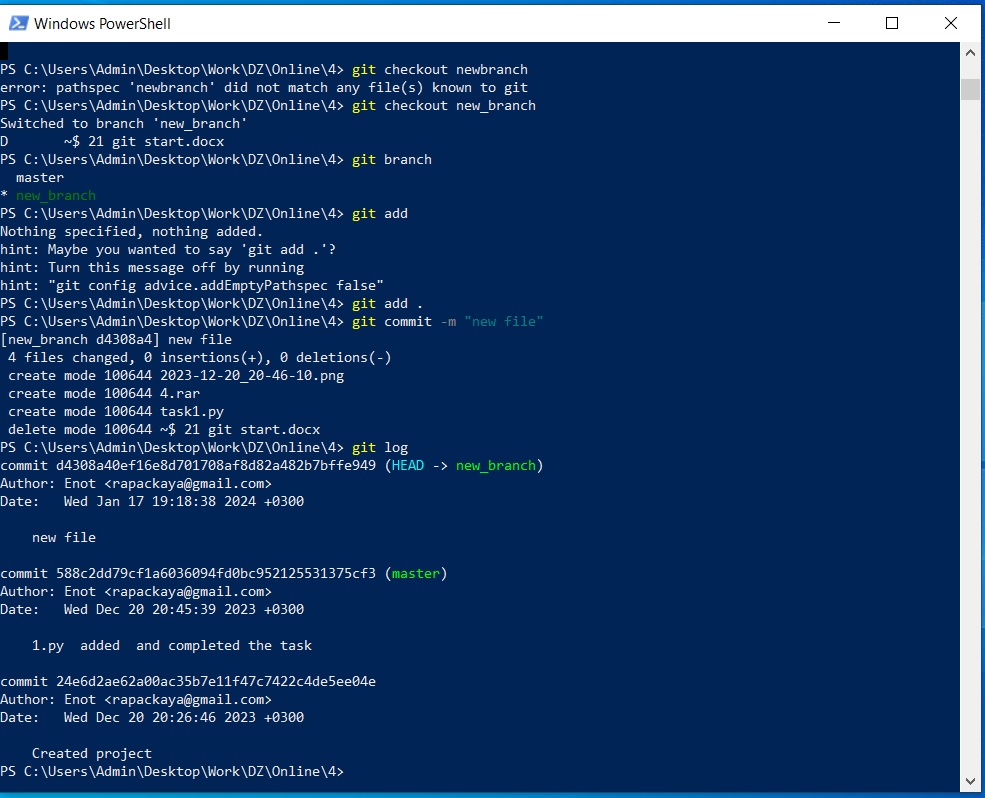 Windows PowerShell
PS C:\Users\Admin\Desktop\Work\DZ\Online\4> git checkout newbranch
error: pathspec 'newbranch' did not match any file(s) known to git
PS C:\Users\Admin\Desktop\Work\DZ\Online\4> git checkout new_branch
Switched to branch 'new_branch'
D       ~$ 21 git start.docx
PS C:\Users\Admin\Desktop\Work\DZ\Online\4> git branch
  master
* new_branch
PS C:\Users\Admin\Desktop\Work\DZ\Online\4> git add
Nothing specified, nothing added.
hint: Maybe you wanted to say 'git add .'?
hint: Turn this message off by running
hint: "git config advice.addEmptyPathspec false"
PS C:\Users\Admin\Desktop\Work\DZ\Online\4> git add .
PS C:\Users\Admin\Desktop\Work\DZ\Online\4> git commit -m "new file"
[new_branch d4308a4] new file
 4 files changed, 0 insertions(+), 0 deletions(-)
 create mode 100644 2023-12-20_20-46-10.png
 create mode 100644 4.rar
 create mode 100644 task1.py
 delete mode 100644 ~$ 21 git start.docx
PS C:\Users\Admin\Desktop\Work\DZ\Online\4> git log
commit d4308a40ef16e8d701708af8d82a482b7bffe949 (HEAD -> new_branch)
Author: Enot <rapackaya@gmail.com>
Date:   Wed Jan 17 19:18:38 2024 +0300
    new file
commit 588c2dd79cf1a6036094fd0bc952125531375cf3 (master)
Author: Enot <rapackaya@gmail.com>
Date:   Wed Dec 20 20:45:39 2023 +0300
    1.py  added  and completed the task
commit 24e6d2ae62a00ac35b7e11f47c7422c4de5ee04e
Author: Enot <rapackaya@gmail.com>
Date:   Wed Dec 20 20:26:46 2023 +0300
    Created project
PS C:\Users\Admin\Desktop\Work\DZ\Online\4>